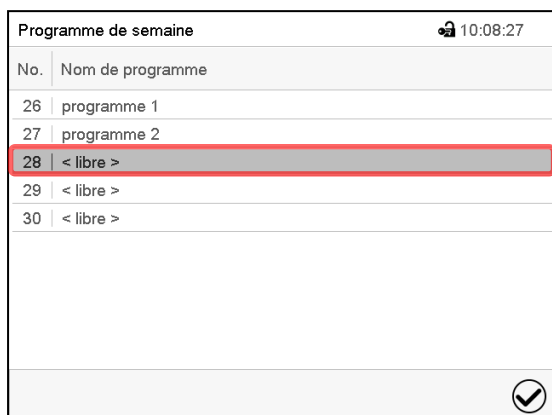 Programme de semaine 10:08:27
No. Nom de programme
26 programme 1
27 programme 2
28 < libre >
29 < libre >
30 < libre >